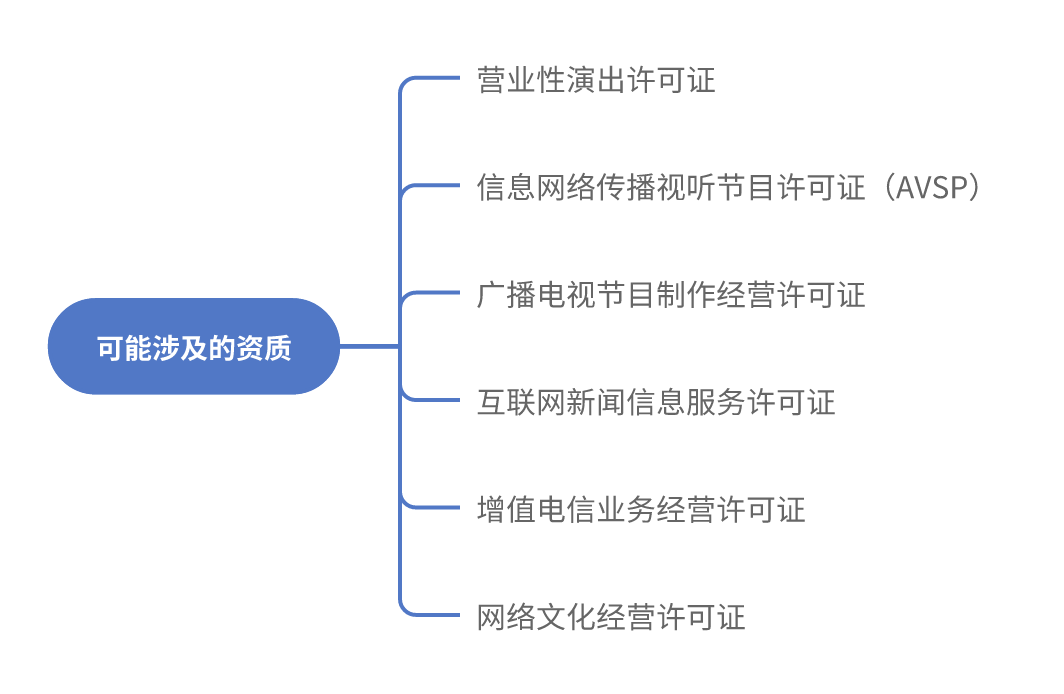 营业性演出许可证
信息网络传播视听节目许可证（AVSP）
广播电视节目制作经营许可证
可能涉及的资质
互联网新闻信息服务许可证
增值电信业务经营许可证
网络文化经营许可证